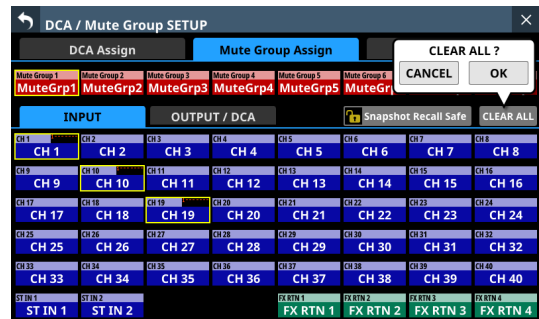 DCA / Mute Group SETUP
DCA Assign
Mute Group Assign
CLEAR ALL ?
CANCEL
OK
Mute Group 1 Mute Group 2 Mute Group 3 Mute Group 4 Mute Group 5 Mute Group 6
MuteGrp1 MuteGrp2 MuteGrp3 MuteGrp4 MuteGrp5
INPUT
OUTPUT / DCA
Snapshot Recall Safe
CLEAR ALL
CH 1 CH 2 CH 3 CH 4 CH 5 CH 6 CH 7 CH 8
CH 1 CH 2 CH 3 CH 4 CH 5 CH 6 CH 7 CH 8
CH 9 CH 10 CH 11 CH 12 CH 13 CH 14 CH 15 CH 16
CH 9 CH 10 CH 11 CH 12 CH 13 CH 14 CH 15 CH 16
CH 17 CH 18 CH 19 CH 20 CH 21 CH 22 CH 23 CH 24
CH 17 CH 18 CH 19 CH 20 CH 21 CH 22 CH 23 CH 24
CH 25 CH 26 CH 27 CH 28 CH 29 CH 30 CH 31 CH 32
CH 25 CH 26 CH 27 CH 28 CH 29 CH 30 CH 31 CH 32
CH 33 CH 34 CH 35 CH 36 CH 37 CH 38 CH 39 CH 40
CH 33 CH 34 CH 35 CH 36 CH 37 CH 38 CH 39 CH 40
ST IN 1 ST IN 2 FX RTN 1 FX RTN 2 FX RTN 3 FX RTN 4
ST IN 1 ST IN 2 FX RTN 1 FX RTN 2 FX RTN 3 FX RTN 4